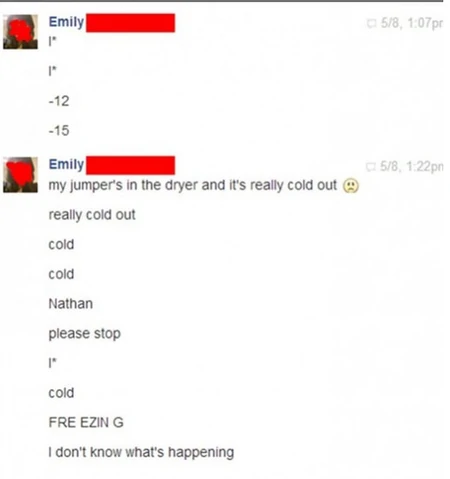 Emily
5/8, 1:07pm
I*
I*
-12
-15
Emily
5/8, 1:22pm
my jumper's in the dryer and it's really cold out
really cold out
cold
cold
Nathan
please stop
I*
cold
FRE EZIN G
I don't know what's happening